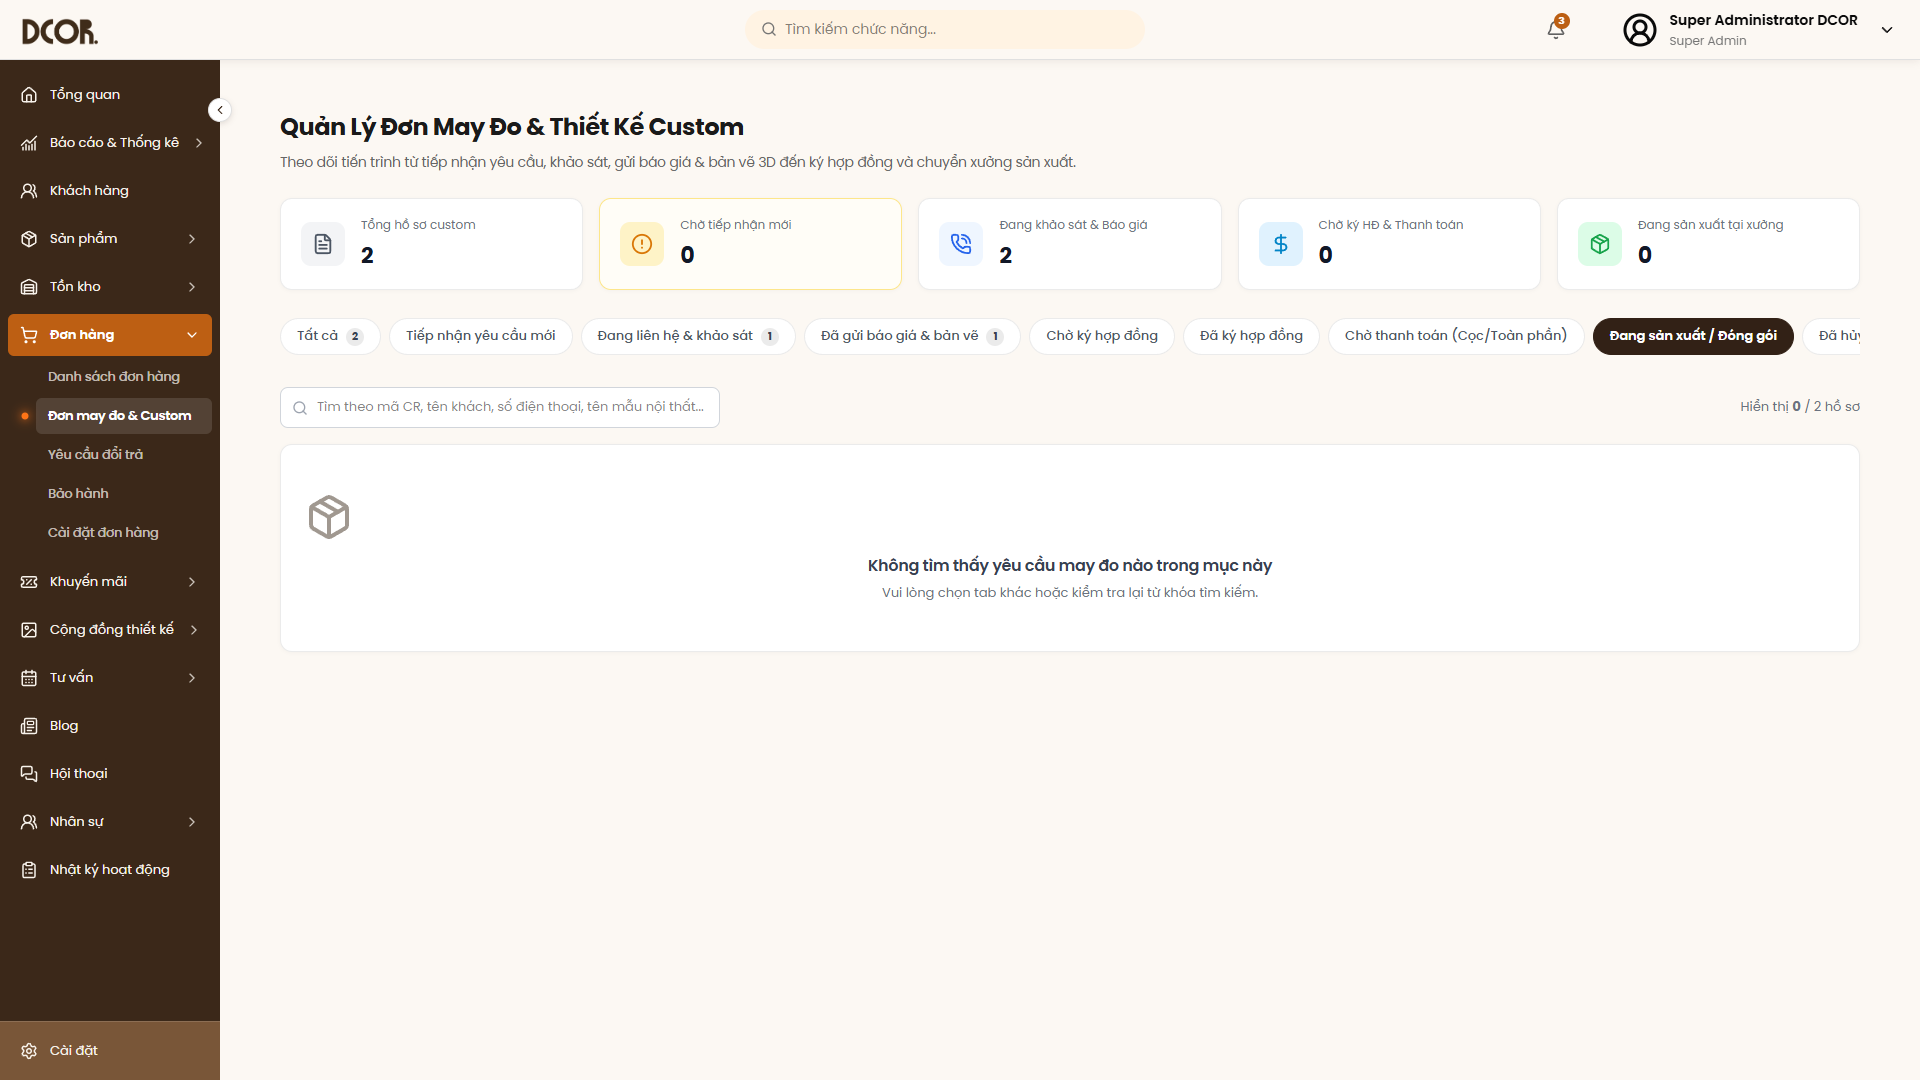 DCOR.
Tìm kiếm chức năng...
3
Super Administrator DCOR
Super Admin
Tổng quan
Báo cáo & Thống kê
Khách hàng
Sản phẩm
Tồn kho
Đơn hàng
Danh sách đơn hàng
Đơn may đo & Custom
Yêu cầu đổi trả
Bảo hành
Cài đặt đơn hàng
Khuyến mãi
Cộng đồng thiết kế
Tư vấn
Blog
Hội thoại
Nhân sự
Nhật ký hoạt động
Cài đặt
Quản Lý Đơn May Đo & Thiết Kế Custom
Theo dõi tiến trình từ tiếp nhận yêu cầu, khảo sát, gửi báo giá & bản vẽ 3D đến ký hợp đồng và chuyển xưởng sản xuất.
Tổng hồ sơ custom
2
Chờ tiếp nhận mới
0
Đang khảo sát & Báo giá
2
Chờ ký HĐ & Thanh toán
0
Đang sản xuất tại xưởng
0
Tất cả 2
Tiếp nhận yêu cầu mới
Đang liên hệ & khảo sát 1
Đã gửi báo giá & bản vẽ 1
Chờ ký hợp đồng
Đã ký hợp đồng
Chờ thanh toán (Cọc/Toàn phần)
Đang sản xuất / Đóng gói
Đã hủy
Tìm theo mã CR, tên khách, số điện thoại, tên mẫu nội thất...
Hiển thị 0 / 2 hồ sơ
Không tìm thấy yêu cầu may đo nào trong mục này
Vui lòng chọn tab khác hoặc kiểm tra lại từ khóa tìm kiếm.